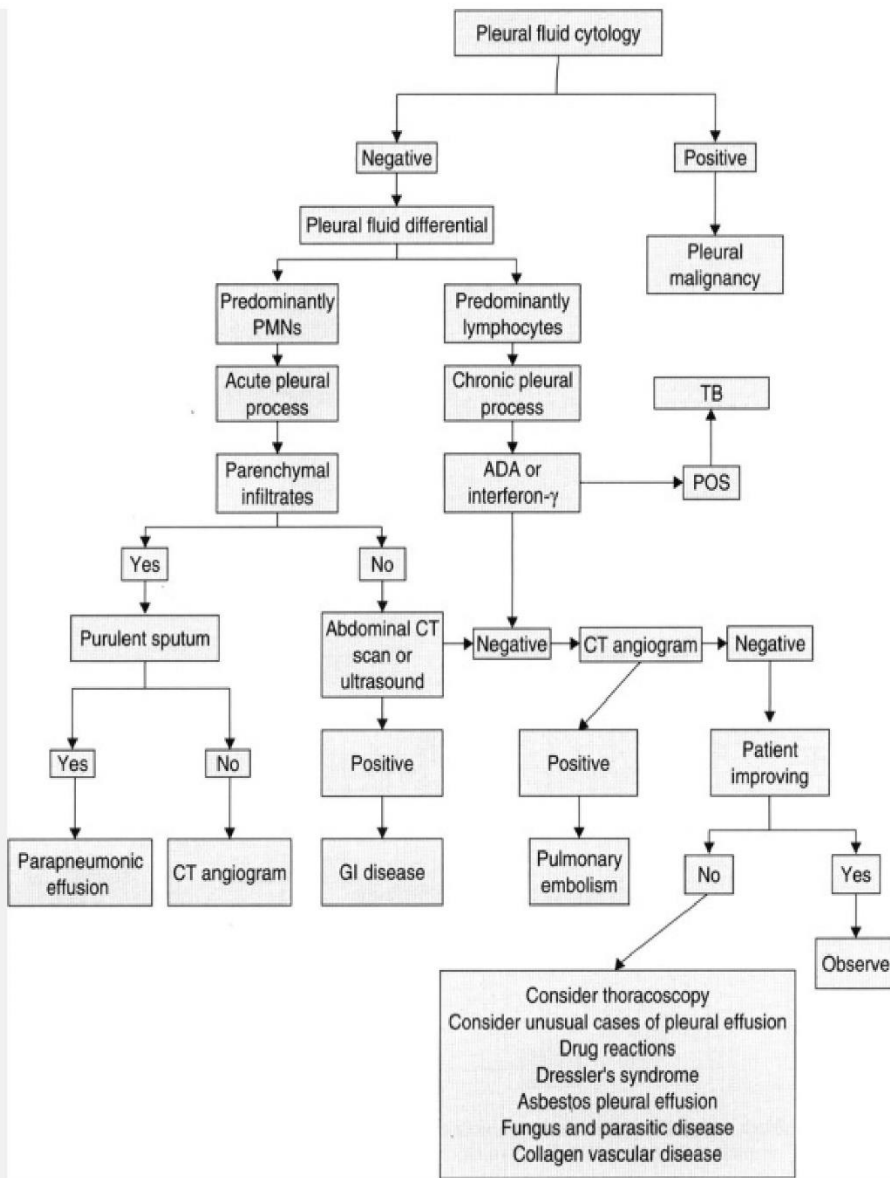 Pleural fluid cytology
Negative
Positive
Pleural fluid differential
Pleural
malignancy
Predominantly
PMNs
Predominantly
lymphocytes
Acute pleural
process
Chronic pleural
process
TB
Parenchymal
infiltrates
ADA or
interferon-γ
POS
Yes
No
Purulent sputum
Abdominal CT
scan or
ultrasound
Negative
CT angiogram
Negative
Yes
No
Positive
Positive
Patient
improving
Parapneumonic
effusion
CT angiogram
GI disease
Pulmonary
embolism
No
Yes
Observe
Consider thoracoscopy
Consider unusual cases of pleural effusion
Drug reactions
Dressler's syndrome
Asbestos pleural effusion
Fungus and parasitic disease
Collagen vascular disease